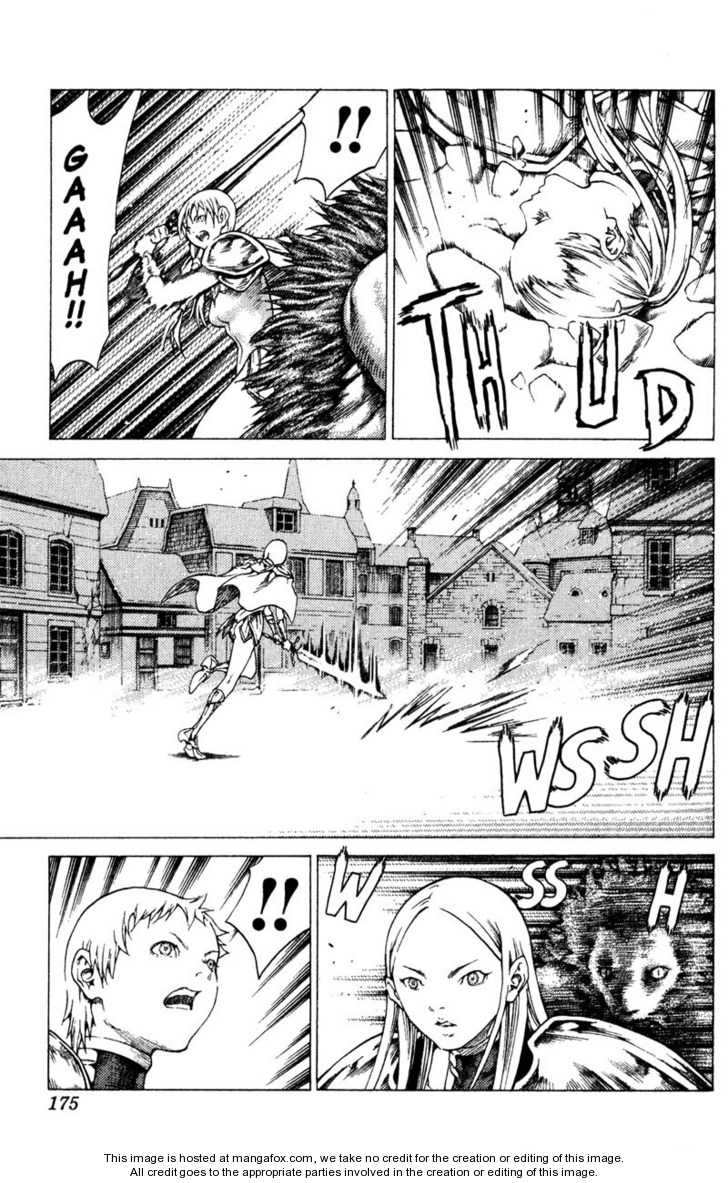 THUD
!!
GAAAH!!
WSSH
WSSH
!!
175
This image is hosted at mangafox.com, we take no credit for the creation or editing of this image.
All credit goes to the appropriate parties involved in the creation or editing of this image.